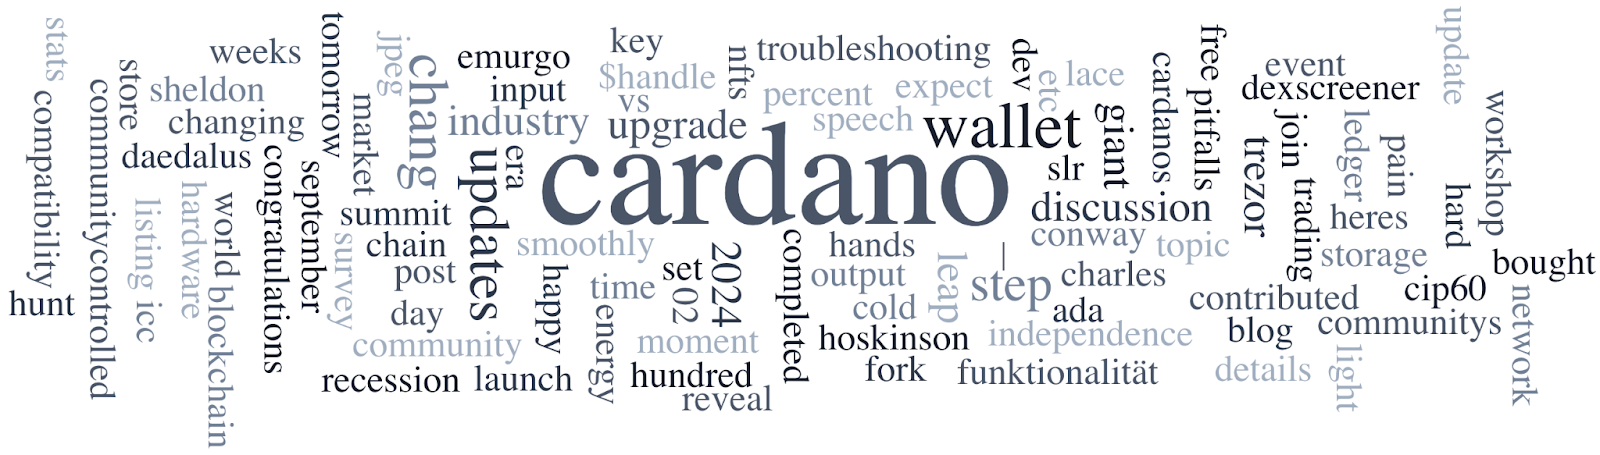 stats
compatibility
hunt
communitycontrolled
store
listing
icc
sheldon
changing
daedalus
weeks
hardware
world
blockchain
congratulations
september
tomorrow
survey
market
jpeg
chang
summit
chain
post
day
community
recession
launch
emurgo
input
industry
updates
era
smoothly
happy
time
energy
key
$handle
vs
upgrade
nfts
troubleshooting
percent
expect
speech
cardano
wallet
set
02
2024
moment
hundred
reveal
completed
hands
output
cold
hoskinson
fork
leap
|
step
independence
funktionalität
dev
etc
lace
giant
slr
discussion
conway
topic
charles
ada
cardanos
free
pitfalls
event
dexscreener
trezor
join
trading
ledger
pain
heres
storage
contributed
cip60
blog
communitys
details
light
update
workshop
hard
bought
network